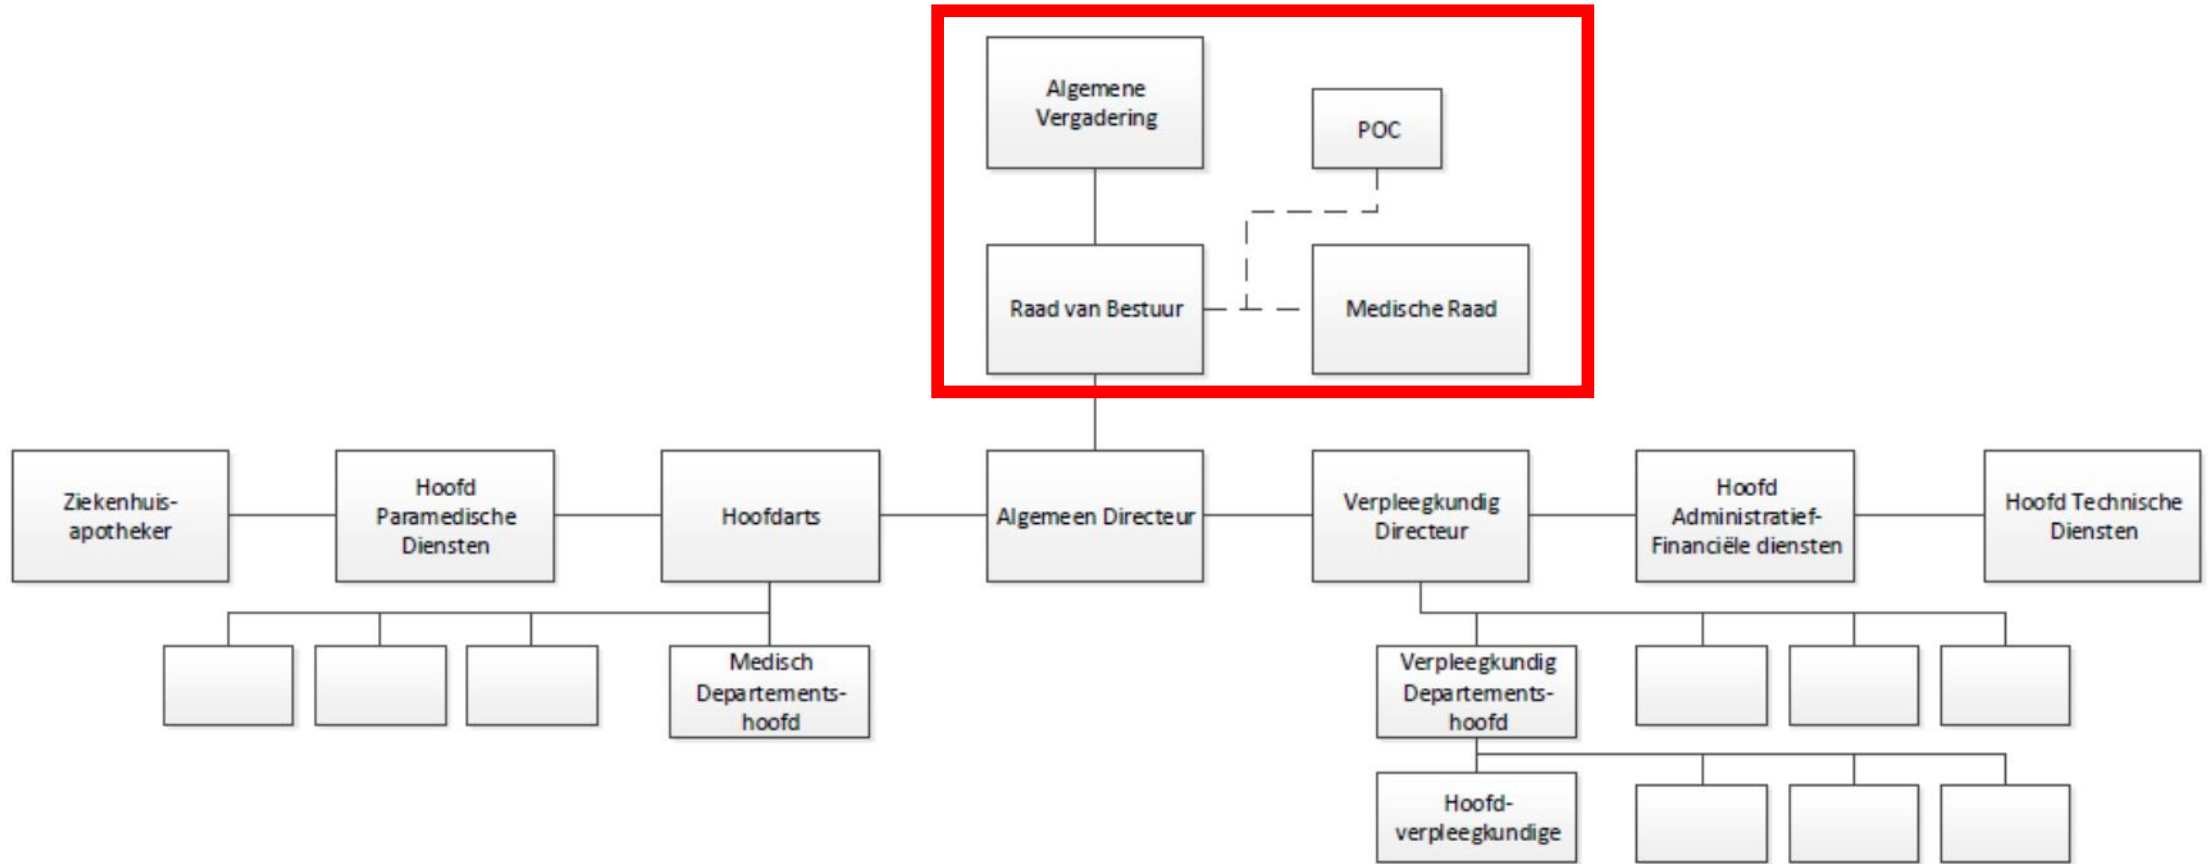 Algemene
Vergadering
POC
Raad van Bestuur
Medische Raad
Ziekenhuis-
apotheker
Hoofd
Paramedische
Diensten
Hoofdarts
Algemeen Directeur
Verpleegkundig
Directeur
Hoofd
Administratief-
Financiële diensten
Hoofd Technische
Diensten
Medisch
Departements-
hoofd
Verpleegkundig
Departements-
hoofd
Hoofd-
verpleegkundige